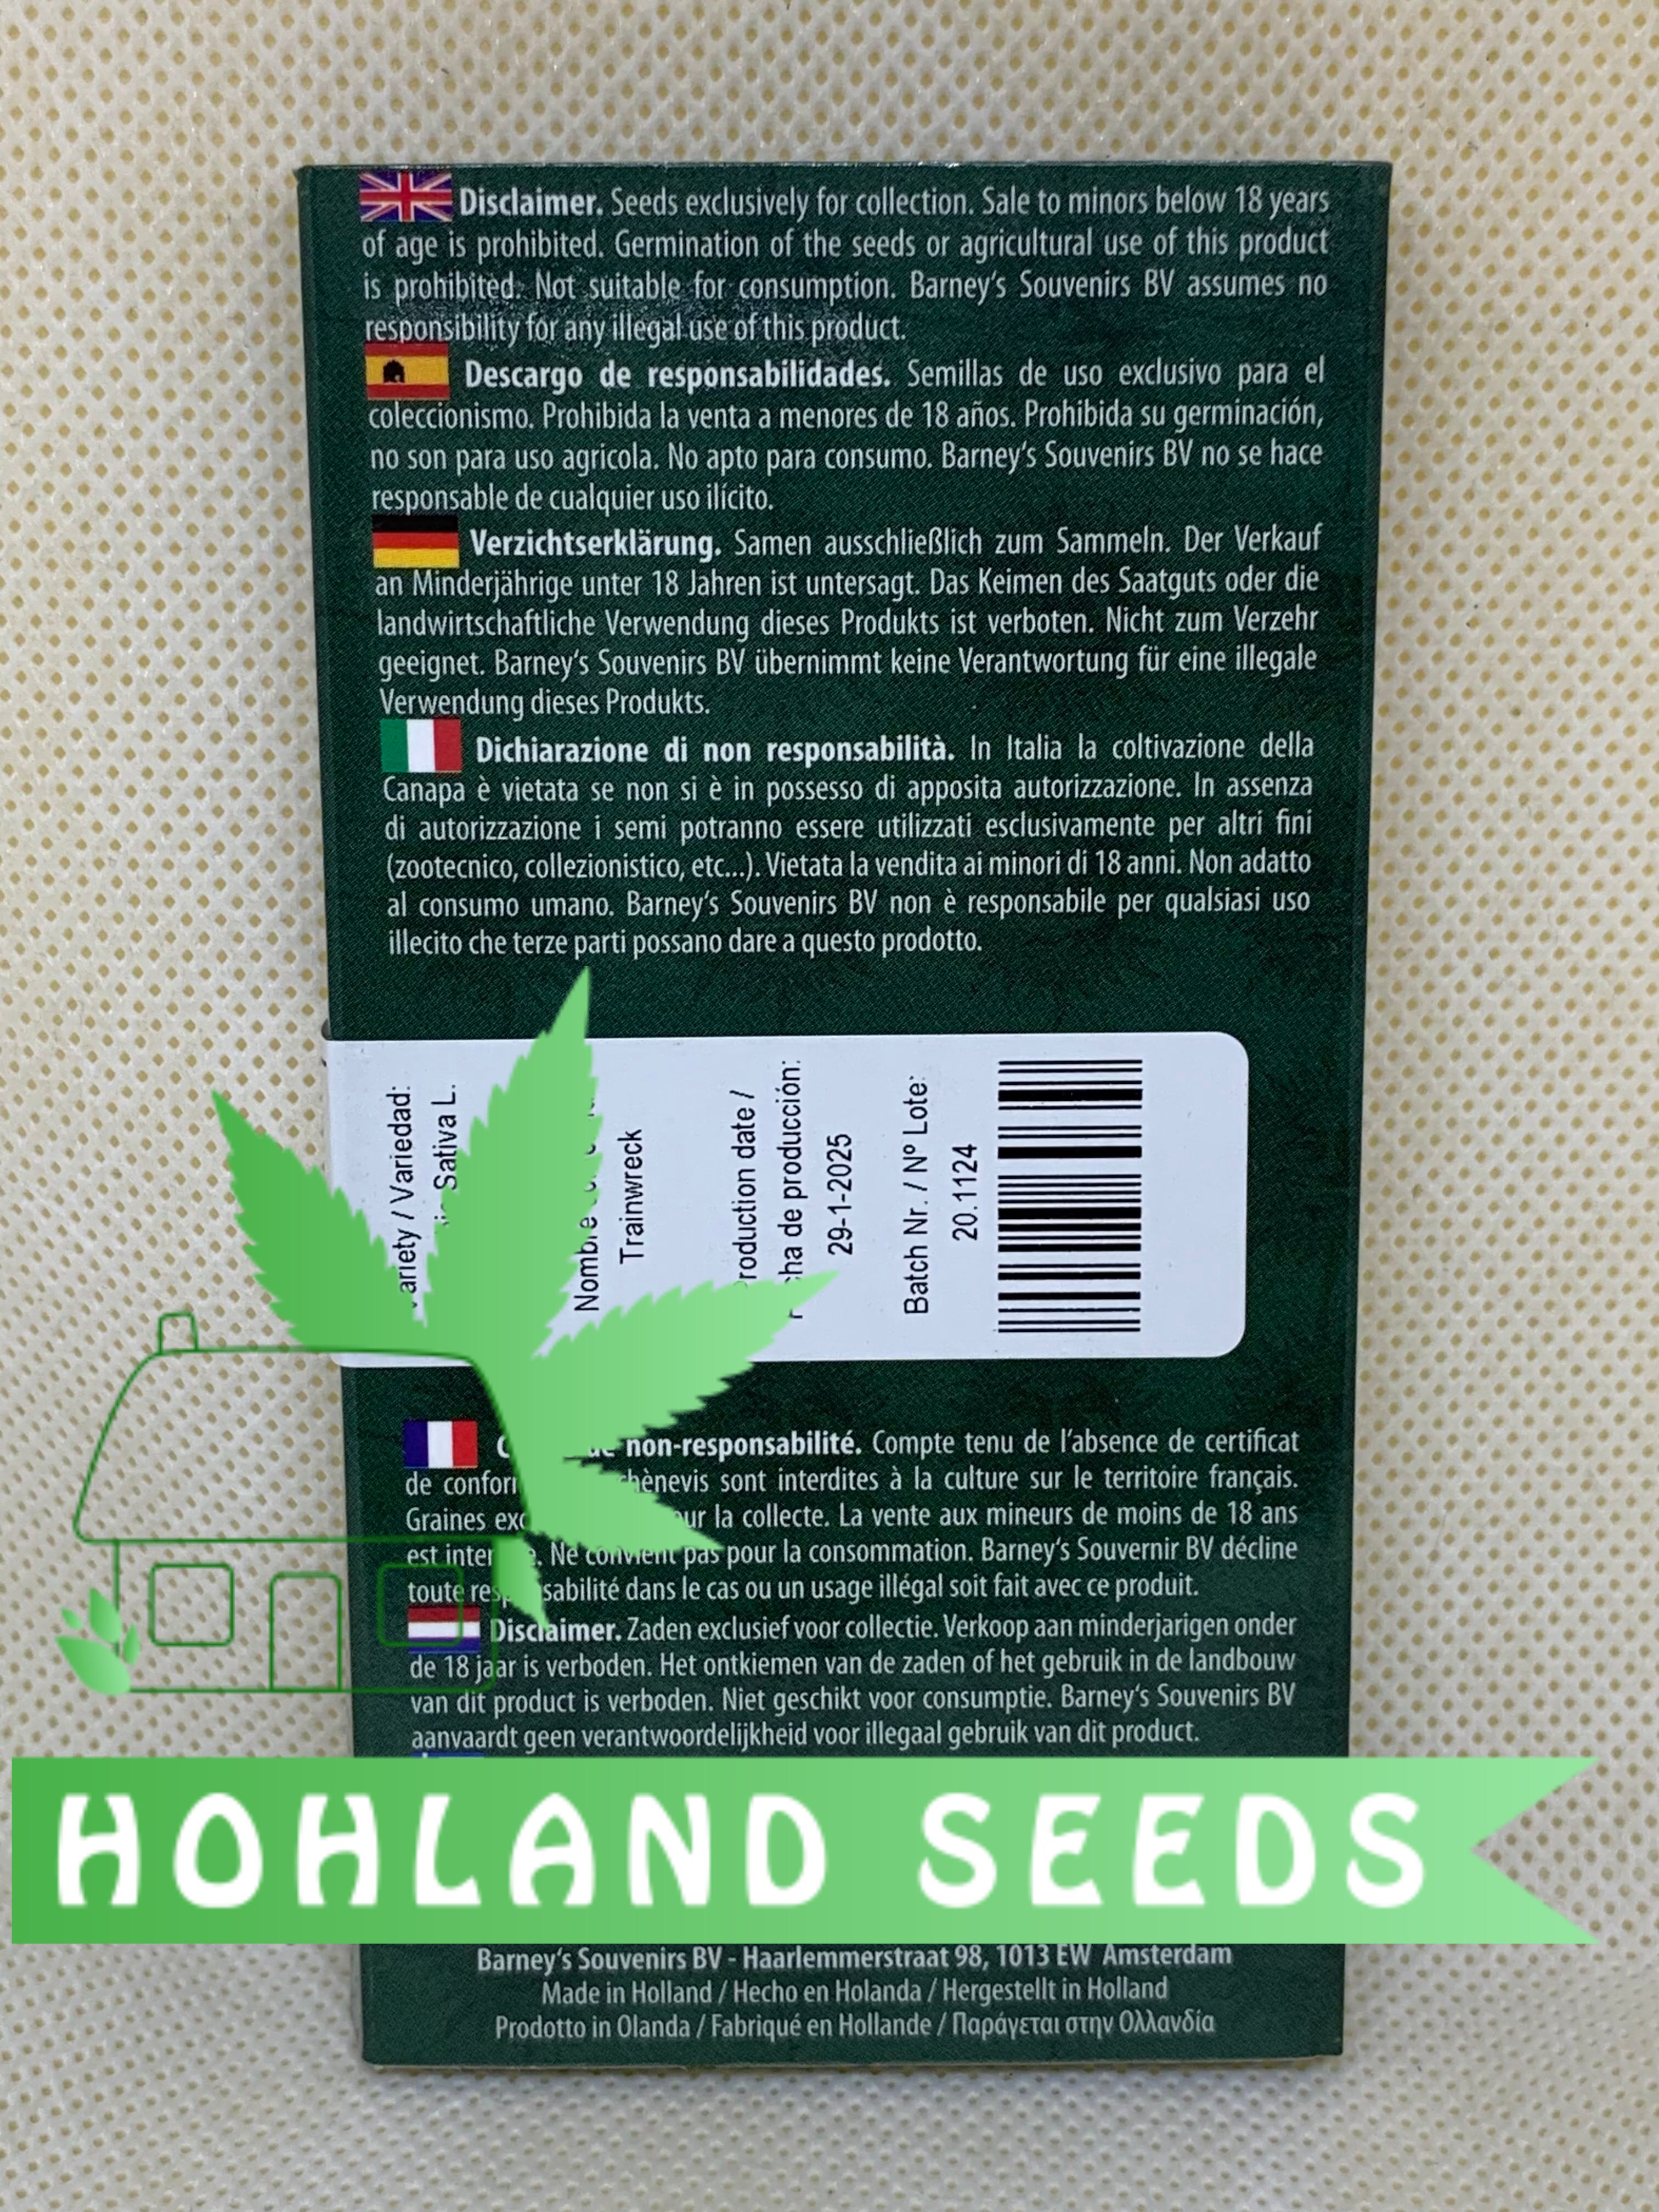 Disclaimer. Seeds exclusively for collection. Sale to minors below 18 years
of age is prohibited. Germination of the seeds or agricultural use of this product
is prohibited. Not suitable for consumption. Barney's Souvenirs BV assumes no
responsibility for any illegal use of this product.
Descargo de responsabilidades. Semillas de uso exclusivo para el
coleccionismo. Prohibida la venta a menores de 18 años. Prohibida su germinación,
no son para uso agricola. No apto para consumo. Barney's Souvenirs BV no se hace
responsable de cualquier uso ilícito.
Verzichtserklärung. Samen ausschließlich zum Sammeln. Der Verkauf
an Minderjährige unter 18 Jahren ist untersagt. Das Keimen des Saatguts oder die
landwirtschaftliche Verwendung dieses Produkts ist verboten. Nicht zum Verzehr
geeignet. Barney's Souvenirs BV übernimmt keine Verantwortung für eine illegale
Verwendung dieses Produkts.
Dichiarazione di non responsabilità. In Italia la coltivazione della
Canapa è vietata se non si è in possesso di apposita autorizzazione. In assenza
di autorizzazione i semi potranno essere utilizzati esclusivamente per altri fini
(zootecnico, collezionistico, etc...). Vietata la vendita ai minori di 18 anni. Non adatto
al consumo umano. Barney's Souvenirs BV non è responsabile per qualsiasi uso
illecito che terze parti possano dare a questo prodotto.
/ Variedad:
Sativa L.
Trainwreck
date /
de producción:
29-1-2025
Batch Nr. / Nº Lote:
20.1124
non-responsabilité. Compte tenu de l'absence de certificat
de sont interdites à la culture sur le territoire français.
Graines la collecte. La vente aux mineurs de moins de 18 ans
est Ne convient pas pour la consommation. Barney's Souvernir BV décline
toute dans le cas ou un usage illégal soit fait avec ce produit.
Disclaimer. Zaden exclusief voor collectie. Verkoop aan minderjarigen onder
de 18 jaar is verboden. Het ontkiemen van de zaden of het gebruik in de landbouw
van dit product is verboden. Niet geschikt voor consumptie. Barney's Souvenirs BV
aanvaardt geen verantwoordelijkheid voor illegaal gebruik van dit product.
HOHLAND SEEDS
Barney's Souvenirs BV - Haarlemmerstraat 98, 1013 EW Amsterdam
Made in Holland / Hecho en Holanda / Hergestellt in Holland
Prodotto in Olanda / Fabriqué en Hollande / Παράγεται στην Ολλανδία